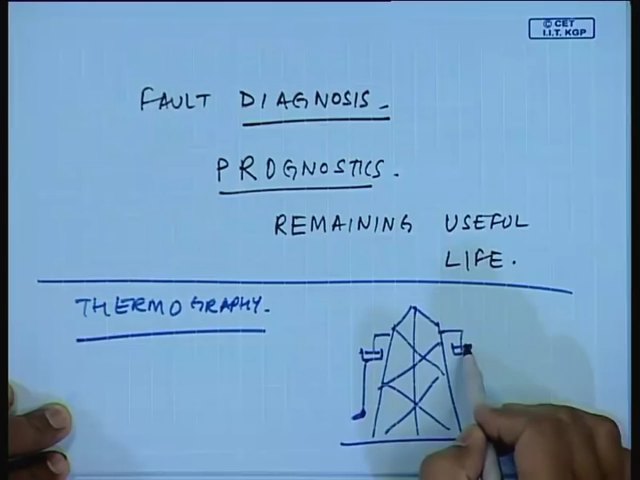 © CET
I.I.T. KGP
FAULT DIAGNOSIS.
PROGNOSTICS.
REMAINING USEFUL
LIFE.
THERMOGRAPHY.